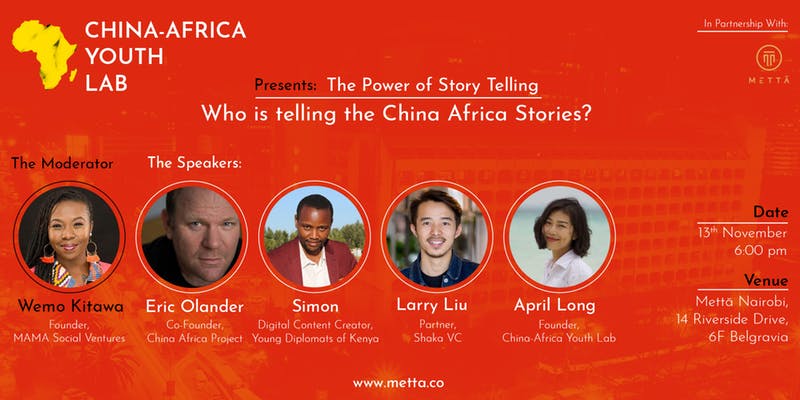 CHINA-AFRICA
YOUTH
LAB
In Partnership With:
METTĀ
Presents: The Power of Story Telling
Who is telling the China Africa Stories?
The Moderator
The Speakers:
Wemo Kitawa
Founder,
MAMA Social Ventures
Eric Olander
Co-Founder,
China Africa Project
Simon
Digital Content Creator,
Young Diplomats of Kenya
Larry Liu
Partner,
Shaka VC
April Long
Founder,
China-Africa Youth Lab
Date
13th November
6:00 pm
Venue
Mettā Nairobi,
14 Riverside Drive,
6F Belgravia
www.metta.co